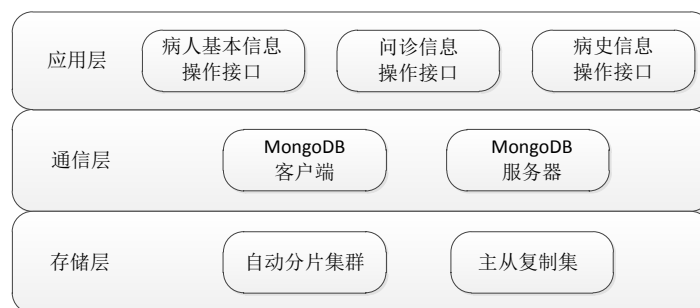 应用层
病人基本信息
操作接口
问诊信息
操作接口
病史信息
操作接口
通信层
MongoDB
客户端
MongoDB
服务器
存储层
自动分片集群
主从复制集